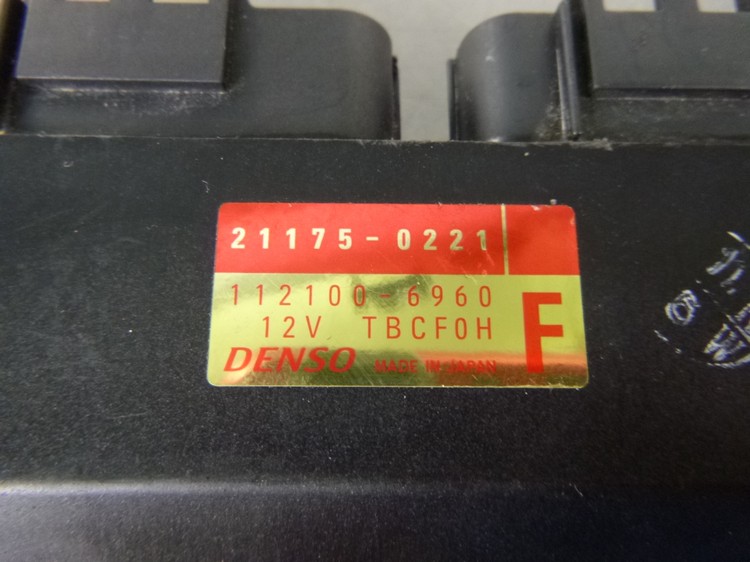 21175-0221
112100-6960
12V TBCF0H
F
DENSO MADE IN JAPAN